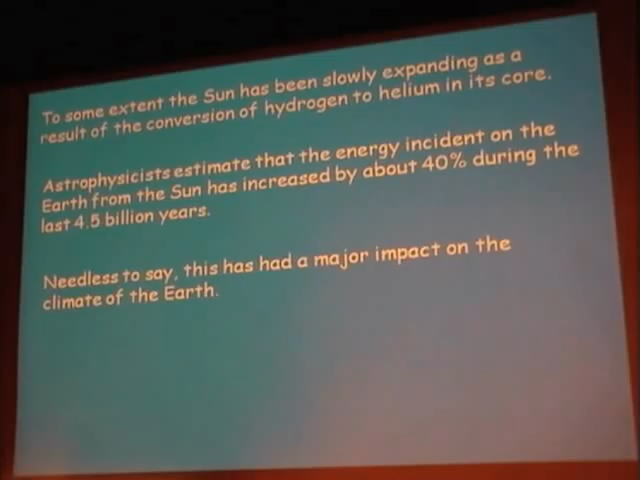 To some extent the Sun has been slowly expanding as a
result of the conversion of hydrogen to helium in its core.
Astrophysicists estimate that the energy incident on the
Earth from the Sun has increased by about 40% during the
last 4.5 billion years.
Needless to say, this has had a major impact on the
climate of the Earth.